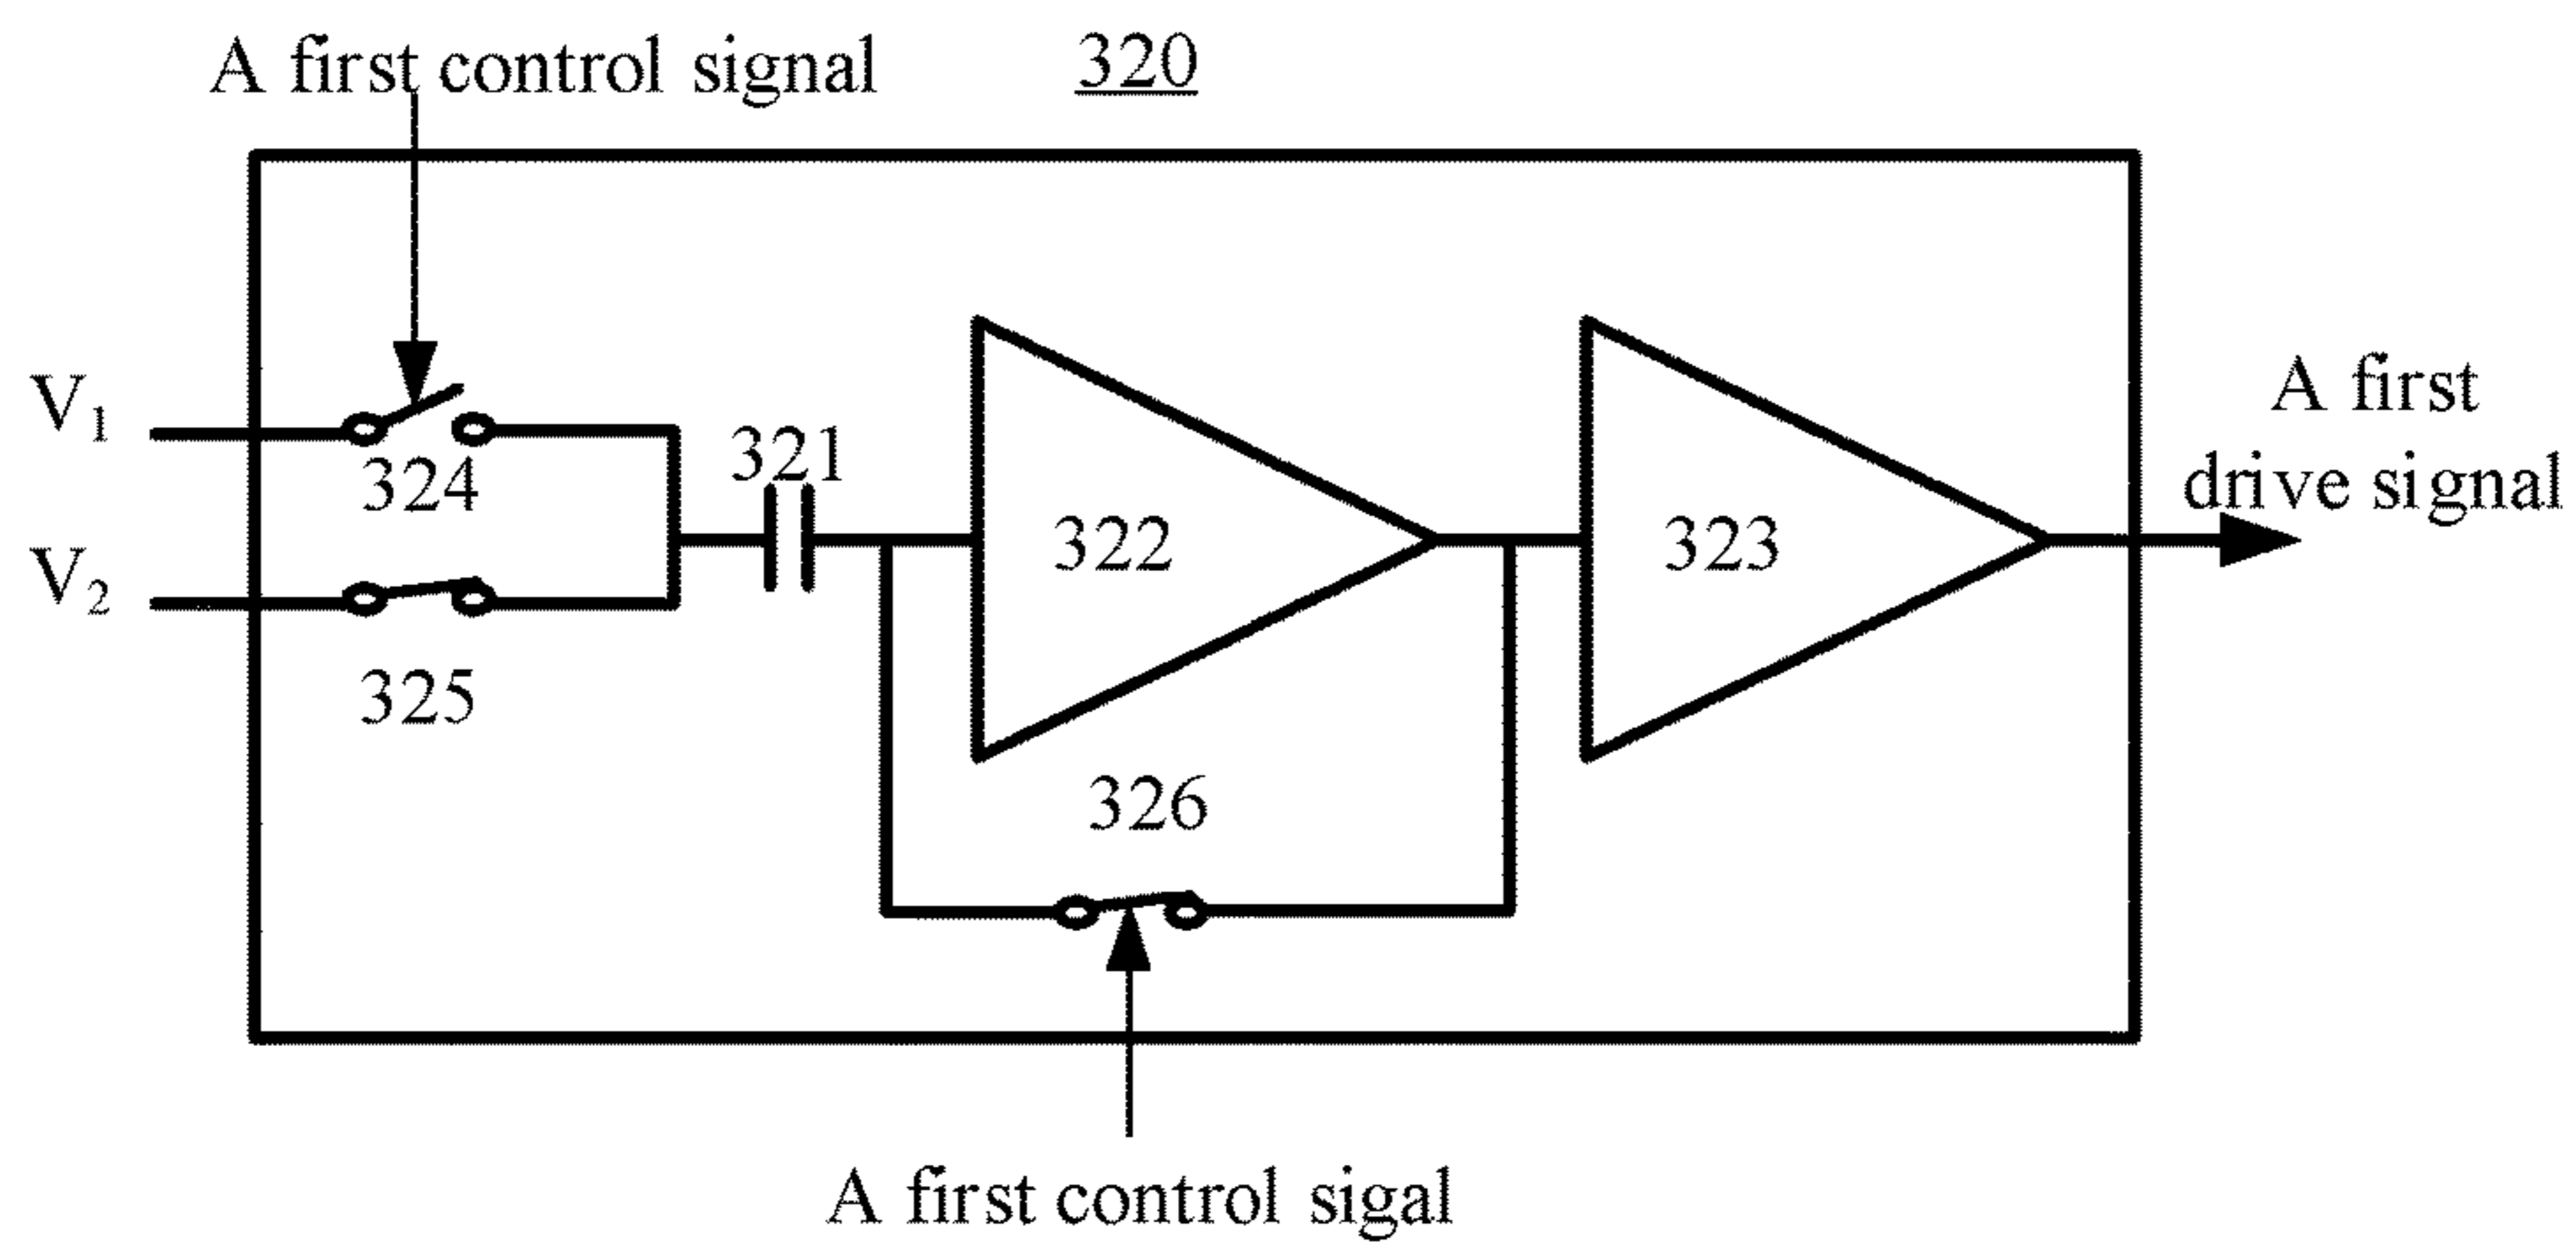 A first control signal
320
V1
324
321
322
323
A first
drive signal
V2
325
326
A first control sigal